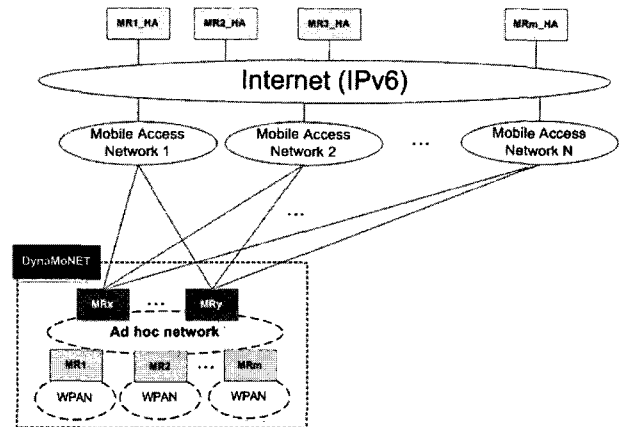 MR1_HA MR2_HA MR3_HA MRm_HA
Internet (IPv6)
Mobile Access
Network 1
Mobile Access
Network 2
...
Mobile Access
Network N
...
DynaMoNET
MRx ... MRy
Ad hoc network
MR1 MR2 ... MRm
WPAN WPAN WPAN